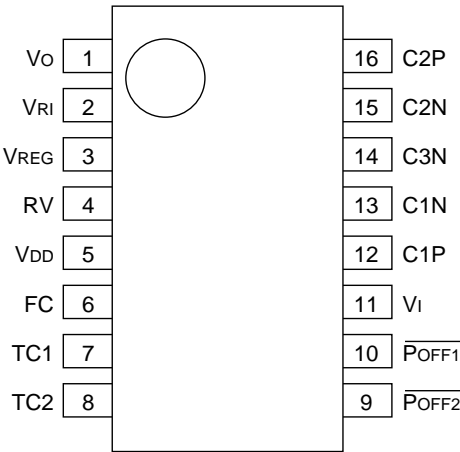 VO 1 16 C2P
VRI 2 15 C2N
VREG 3 14 C3N
RV 4 13 C1N
VDD 5 12 C1P
FC 6 11 VI
TC1 7 10 POFF1
TC2 8 9 POFF2